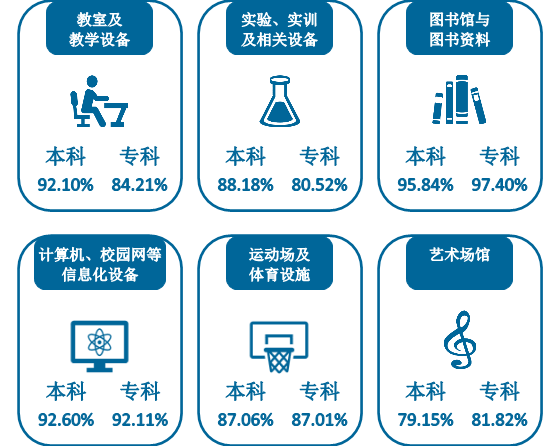 教室及
教学设备
本科 专科
92.10% 84.21%
实验、实训
及相关设备
本科 专科
88.18% 80.52%
图书馆与
图书资料
本科 专科
95.84% 97.40%
计算机、校园网等
信息化设备
本科 专科
92.60% 92.11%
运动场及
体育设施
本科 专科
87.06% 87.01%
艺术场馆
本科 专科
79.15% 81.82%